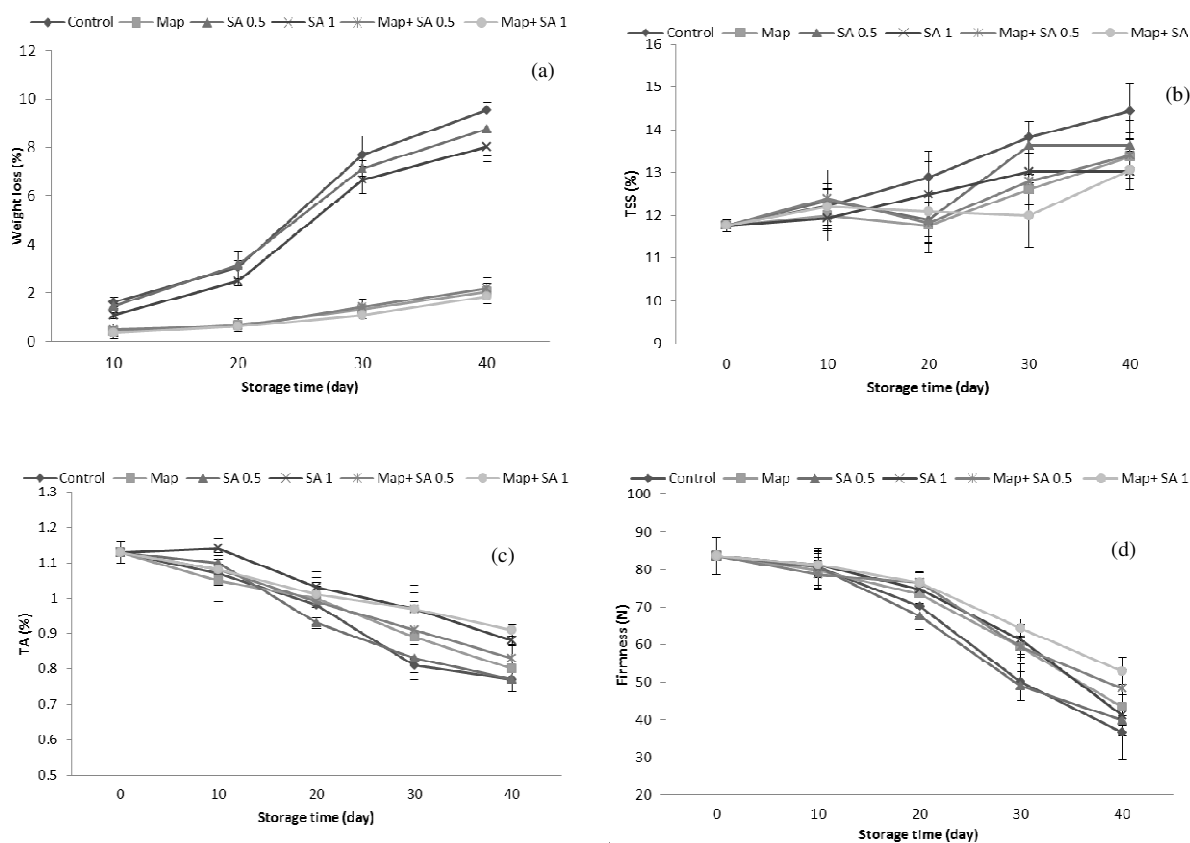 Control Map SA 0.5 SA 1 Map+ SA 0.5 Map+ SA 1
(a)
12
10
8
6
4
2
0
Weight loss (%)
10 20 30 40
Storage time (day)
Control Map SA 0.5 SA 1 Map+ SA 0.5 Map+ SA
(b)
16
15
14
13
12
11
10
9
TSS (%)
0 10 20 30 40
Storage time (day)
Control Map SA 0.5 SA 1 Map+ SA 0.5 Map+ SA 1
(c)
1.3
1.2
1.1
1
0.9
0.8
0.7
0.6
0.5
TA (%)
0 10 20 30 40
Storage time (day)
Control Map SA 0.5 SA 1 Map+ SA 0.5 Map+ SA 1
(d)
100
90
80
70
60
50
40
30
20
Firmness (N)
0 10 20 30 40
Storage time (day)